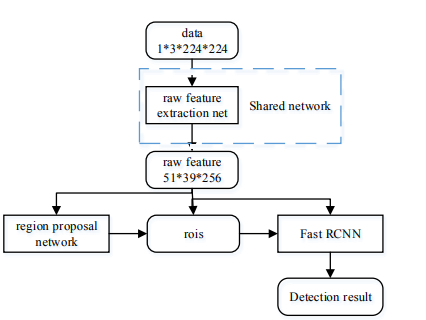 data
1*3*224*224
raw feature
extraction net
Shared network
raw feature
51*39*256
region proposal
network
rois
Fast RCNN
Detection result